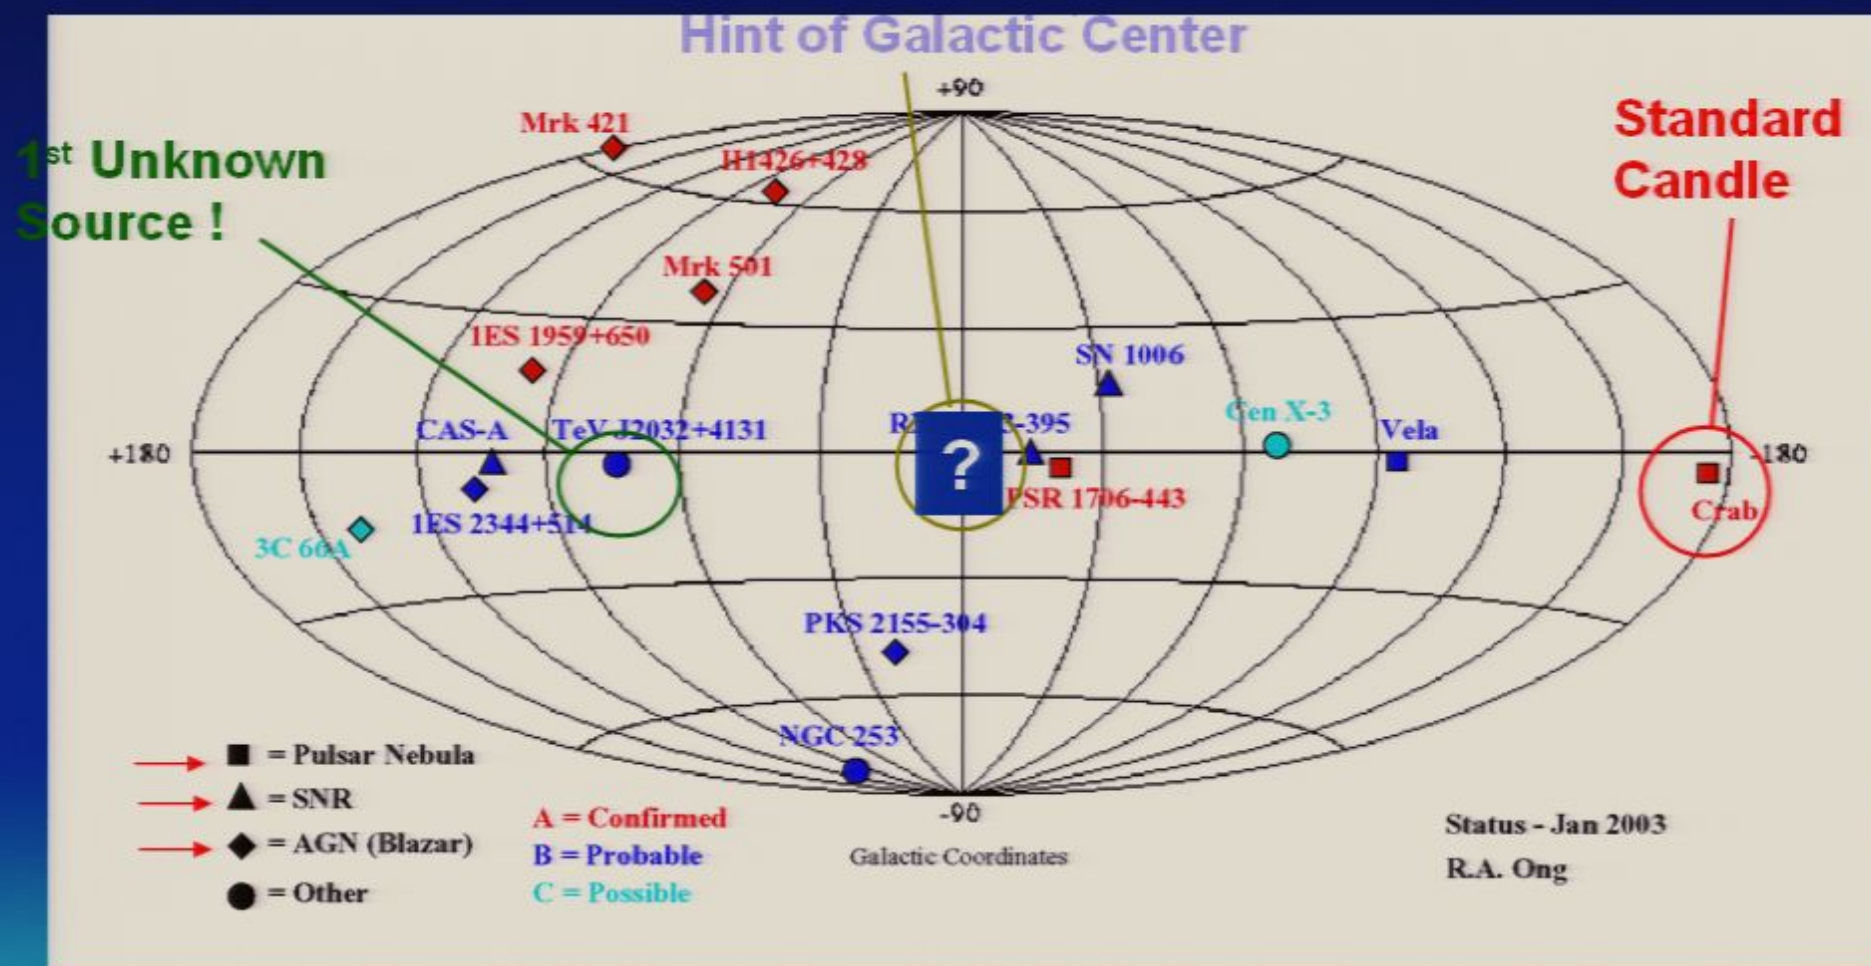 Hint of Galactic Center
+90
Standard
Candle
Mrk 421
H1426+428
1st Unknown
Source !
Mrk 501
1ES 1959+650
SN 1006
CAS-A
TeV J2032+4131
-395
Cen X-3
Vela
+180
?
-180
PSR 1706-443
Crab
1ES 2344+514
3C 66A
PKS 2155-304
NGC 253
= Pulsar Nebula
= SNR
= AGN (Blazar)
= Other
A = Confirmed
B = Probable
C = Possible
-90
Galactic Coordinates
Status - Jan 2003
R.A. Ong